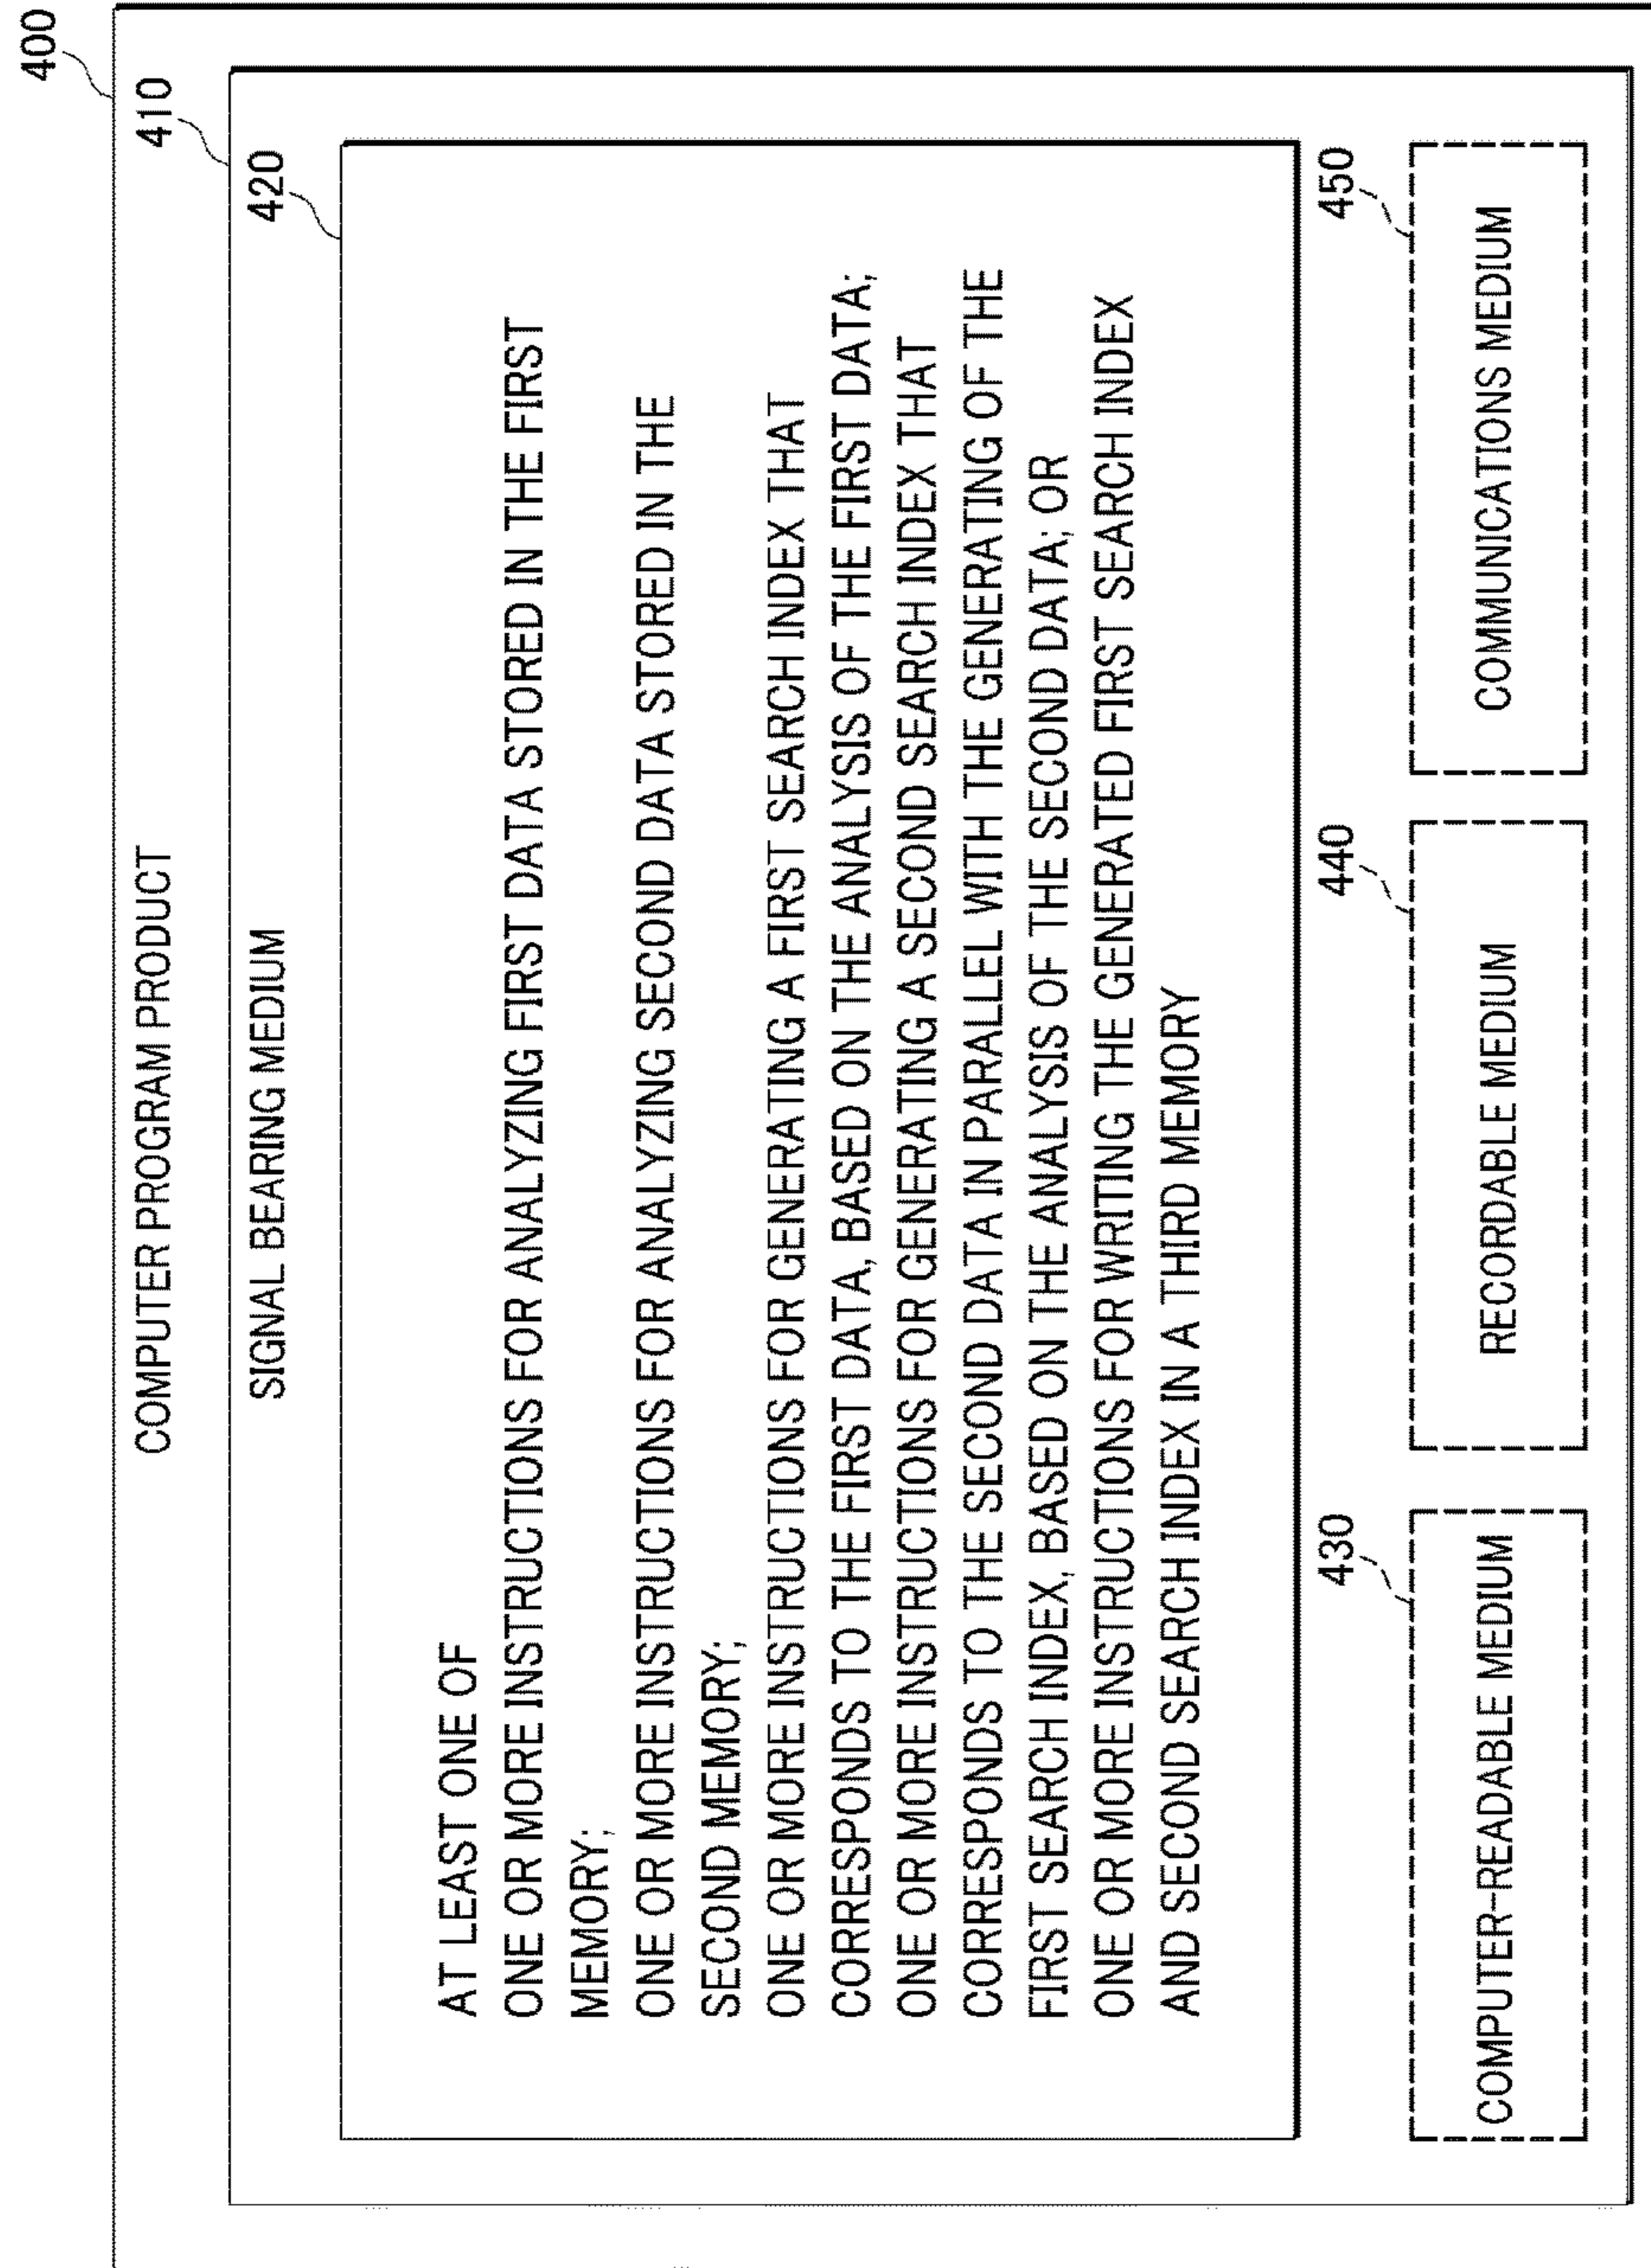 400
COMPUTER PROGRAM PRODUCT
410
SIGNAL BEARING MEDIUM
420
AT LEAST ONE OF
ONE OR MORE INSTRUCTIONS FOR ANALYZING FIRST DATA STORED IN THE FIRST
MEMORY;
ONE OR MORE INSTRUCTIONS FOR ANALYZING SECOND DATA STORED IN THE
SECOND MEMORY;
ONE OR MORE INSTRUCTIONS FOR GENERATING A FIRST SEARCH INDEX THAT
CORRESPONDS TO THE FIRST DATA, BASED ON THE ANALYSIS OF THE FIRST DATA;
ONE OR MORE INSTRUCTIONS FOR GENERATING A SECOND SEARCH INDEX THAT
CORRESPONDS TO THE SECOND DATA IN PARALLEL WITH THE GENERATING OF THE
FIRST SEARCH INDEX, BASED ON THE ANALYSIS OF THE SECOND DATA; OR
ONE OR MORE INSTRUCTIONS FOR WRITING THE GENERATED FIRST SEARCH INDEX
AND SECOND SEARCH INDEX IN A THIRD MEMORY
430
COMPUTER-READABLE MEDIUM
440
RECORDABLE MEDIUM
450
COMMUNICATIONS MEDIUM